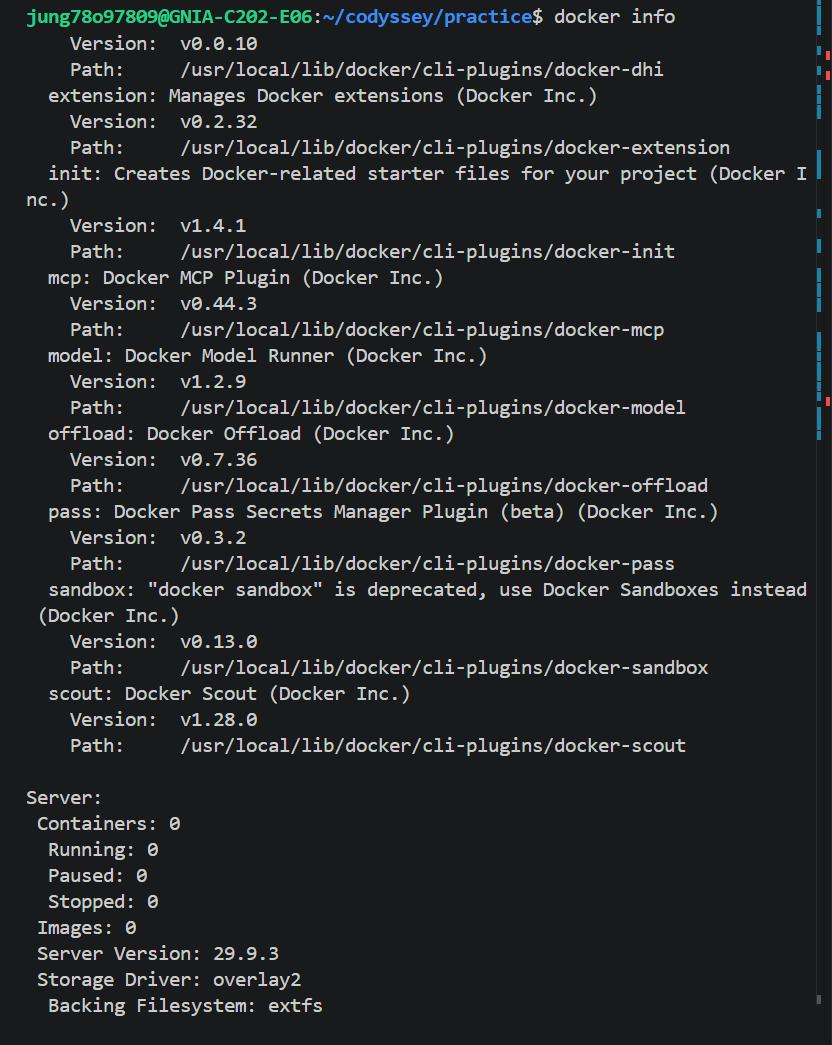 jung78o97809@GNIA-C202-E06:~/codyssey/practice$ docker info
    Version:  v0.0.10
    Path:     /usr/local/lib/docker/cli-plugins/docker-dhi
  extension: Manages Docker extensions (Docker Inc.)
    Version:  v0.2.32
    Path:     /usr/local/lib/docker/cli-plugins/docker-extension
  init: Creates Docker-related starter files for your project (Docker I
nc.)
    Version:  v1.4.1
    Path:     /usr/local/lib/docker/cli-plugins/docker-init
  mcp: Docker MCP Plugin (Docker Inc.)
    Version:  v0.44.3
    Path:     /usr/local/lib/docker/cli-plugins/docker-mcp
  model: Docker Model Runner (Docker Inc.)
    Version:  v1.2.9
    Path:     /usr/local/lib/docker/cli-plugins/docker-model
  offload: Docker Offload (Docker Inc.)
    Version:  v0.7.36
    Path:     /usr/local/lib/docker/cli-plugins/docker-offload
  pass: Docker Pass Secrets Manager Plugin (beta) (Docker Inc.)
    Version:  v0.3.2
    Path:     /usr/local/lib/docker/cli-plugins/docker-pass
  sandbox: "docker sandbox" is deprecated, use Docker Sandboxes instead
 (Docker Inc.)
    Version:  v0.13.0
    Path:     /usr/local/lib/docker/cli-plugins/docker-sandbox
  scout: Docker Scout (Docker Inc.)
    Version:  v1.28.0
    Path:     /usr/local/lib/docker/cli-plugins/docker-scout

Server:
 Containers: 0
  Running: 0
  Paused: 0
  Stopped: 0
 Images: 0
 Server Version: 29.9.3
 Storage Driver: overlay2
  Backing Filesystem: extfs